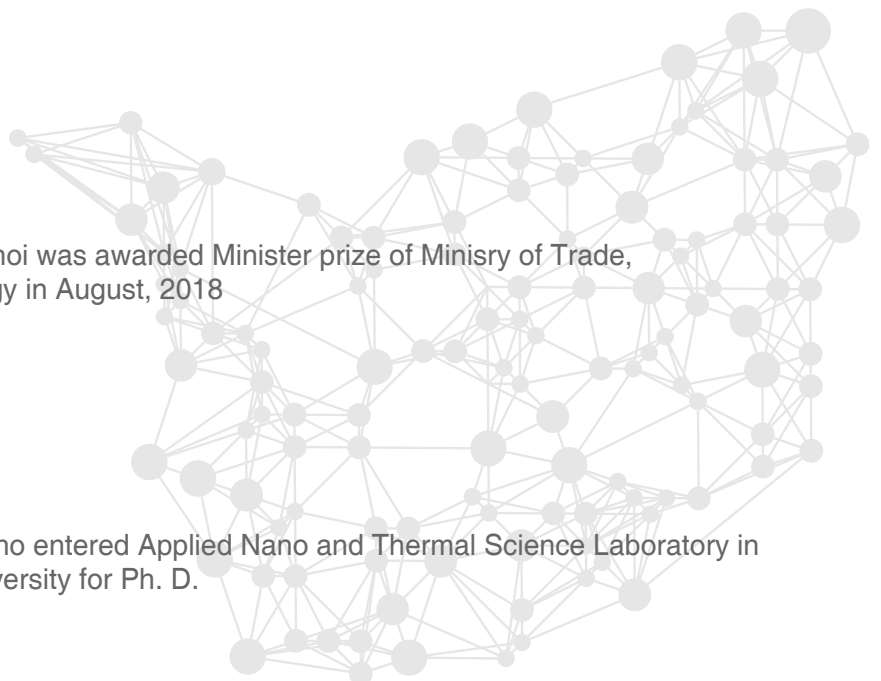 hoi was awarded Minister prize of Minisry of Trade,
gy in August, 2018
ho entered Applied Nano and Thermal Science Laboratory in
versity for Ph. D.